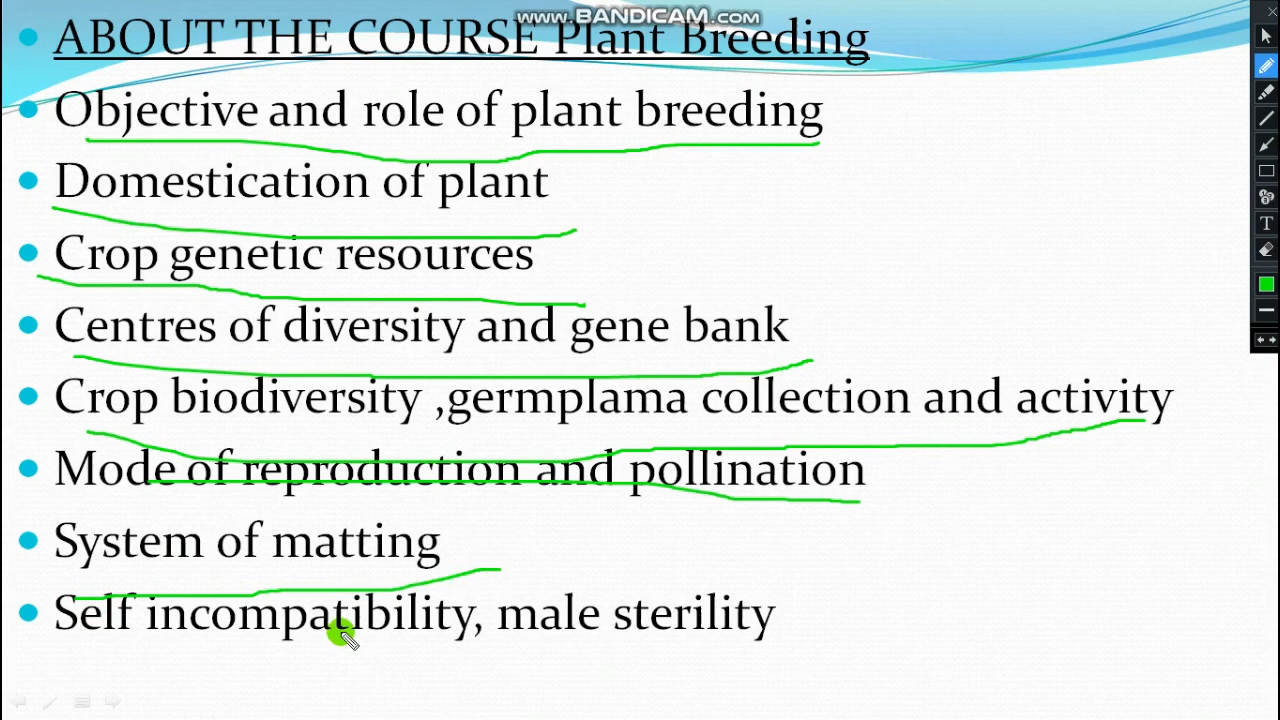 www.BANDICAM.com
ABOUT THE COURSE Plant Breeding
Objective and role of plant breeding
Domestication of plant
Crop genetic resources
Centres of diversity and gene bank
Crop biodiversity ,germplama collection and activity
Mode of reproduction and pollination
System of matting
Self incompatibility, male sterility
T